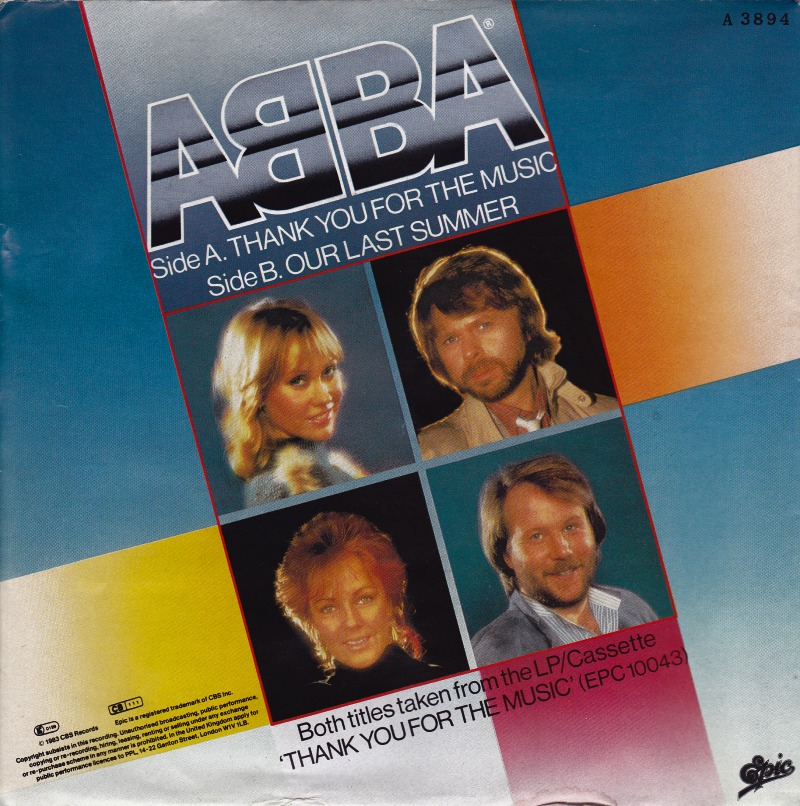 A 3894
ABBA®
Side A. THANK YOU FOR THE MUSIC
Side B. OUR LAST SUMMER
Both titles taken from the LP/Cassette
'THANK YOU FOR THE MUSIC' (EPC 10043)
© 1983 CBS Records
Epic is a registered trademark of CBS Inc.
Copyright subsists in this recording. Unauthorised broadcasting, public performance,
copying or re-recording, hiring, leasing, renting or selling under any exchange
or re-purchase scheme in any manner is prohibited. In the United Kingdom apply for
public performance licences to PPL, 14-22 Ganton Street, London W1V 1LB.
Epic